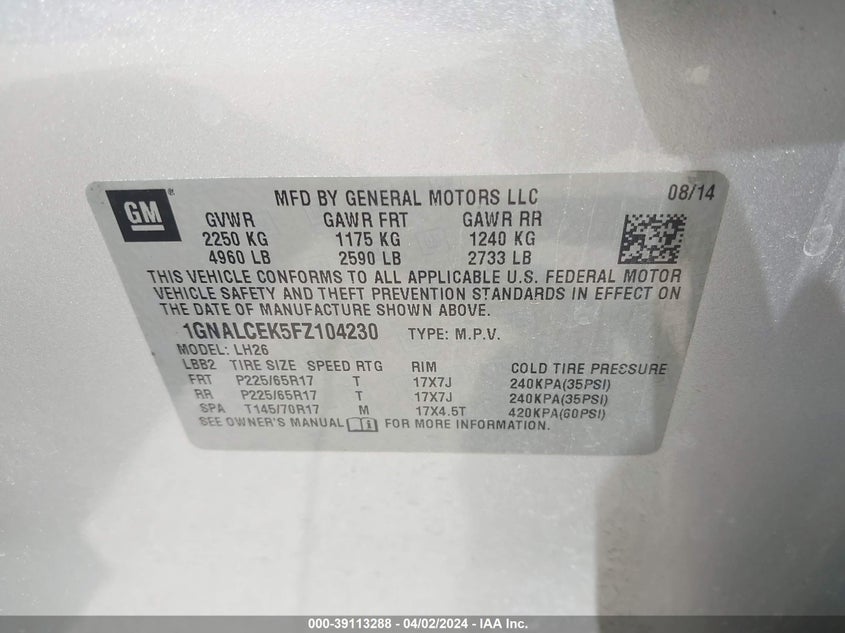 GM® MFD BY GENERAL MOTORS LLC 08/14
GVWR GAWR FRT GAWR RR
2250 KG 1175 KG 1240 KG
4960 LB 2590 LB 2733 LB
THIS VEHICLE CONFORMS TO ALL APPLICABLE U.S. FEDERAL MOTOR
VEHICLE SAFETY AND THEFT PREVENTION STANDARDS IN EFFECT ON
THE DATE OF MANUFACTURE SHOWN ABOVE.
1GNALCEK5FZ104230 TYPE: M.P.V.
MODEL: LH26
LBB2 TIRE SIZE SPEED RTG RIM COLD TIRE PRESSURE
FRT P225/65R17 T 17X7J 240KPA(35PSI)
RR P225/65R17 T 17X7J 240KPA(35PSI)
SPA T145/70R17 M 17X4.5T 420KPA(60PSI)
SEE OWNER'S MANUAL FOR MORE INFORMATION.
000-39113288 - 04/02/2024 - IAA Inc.